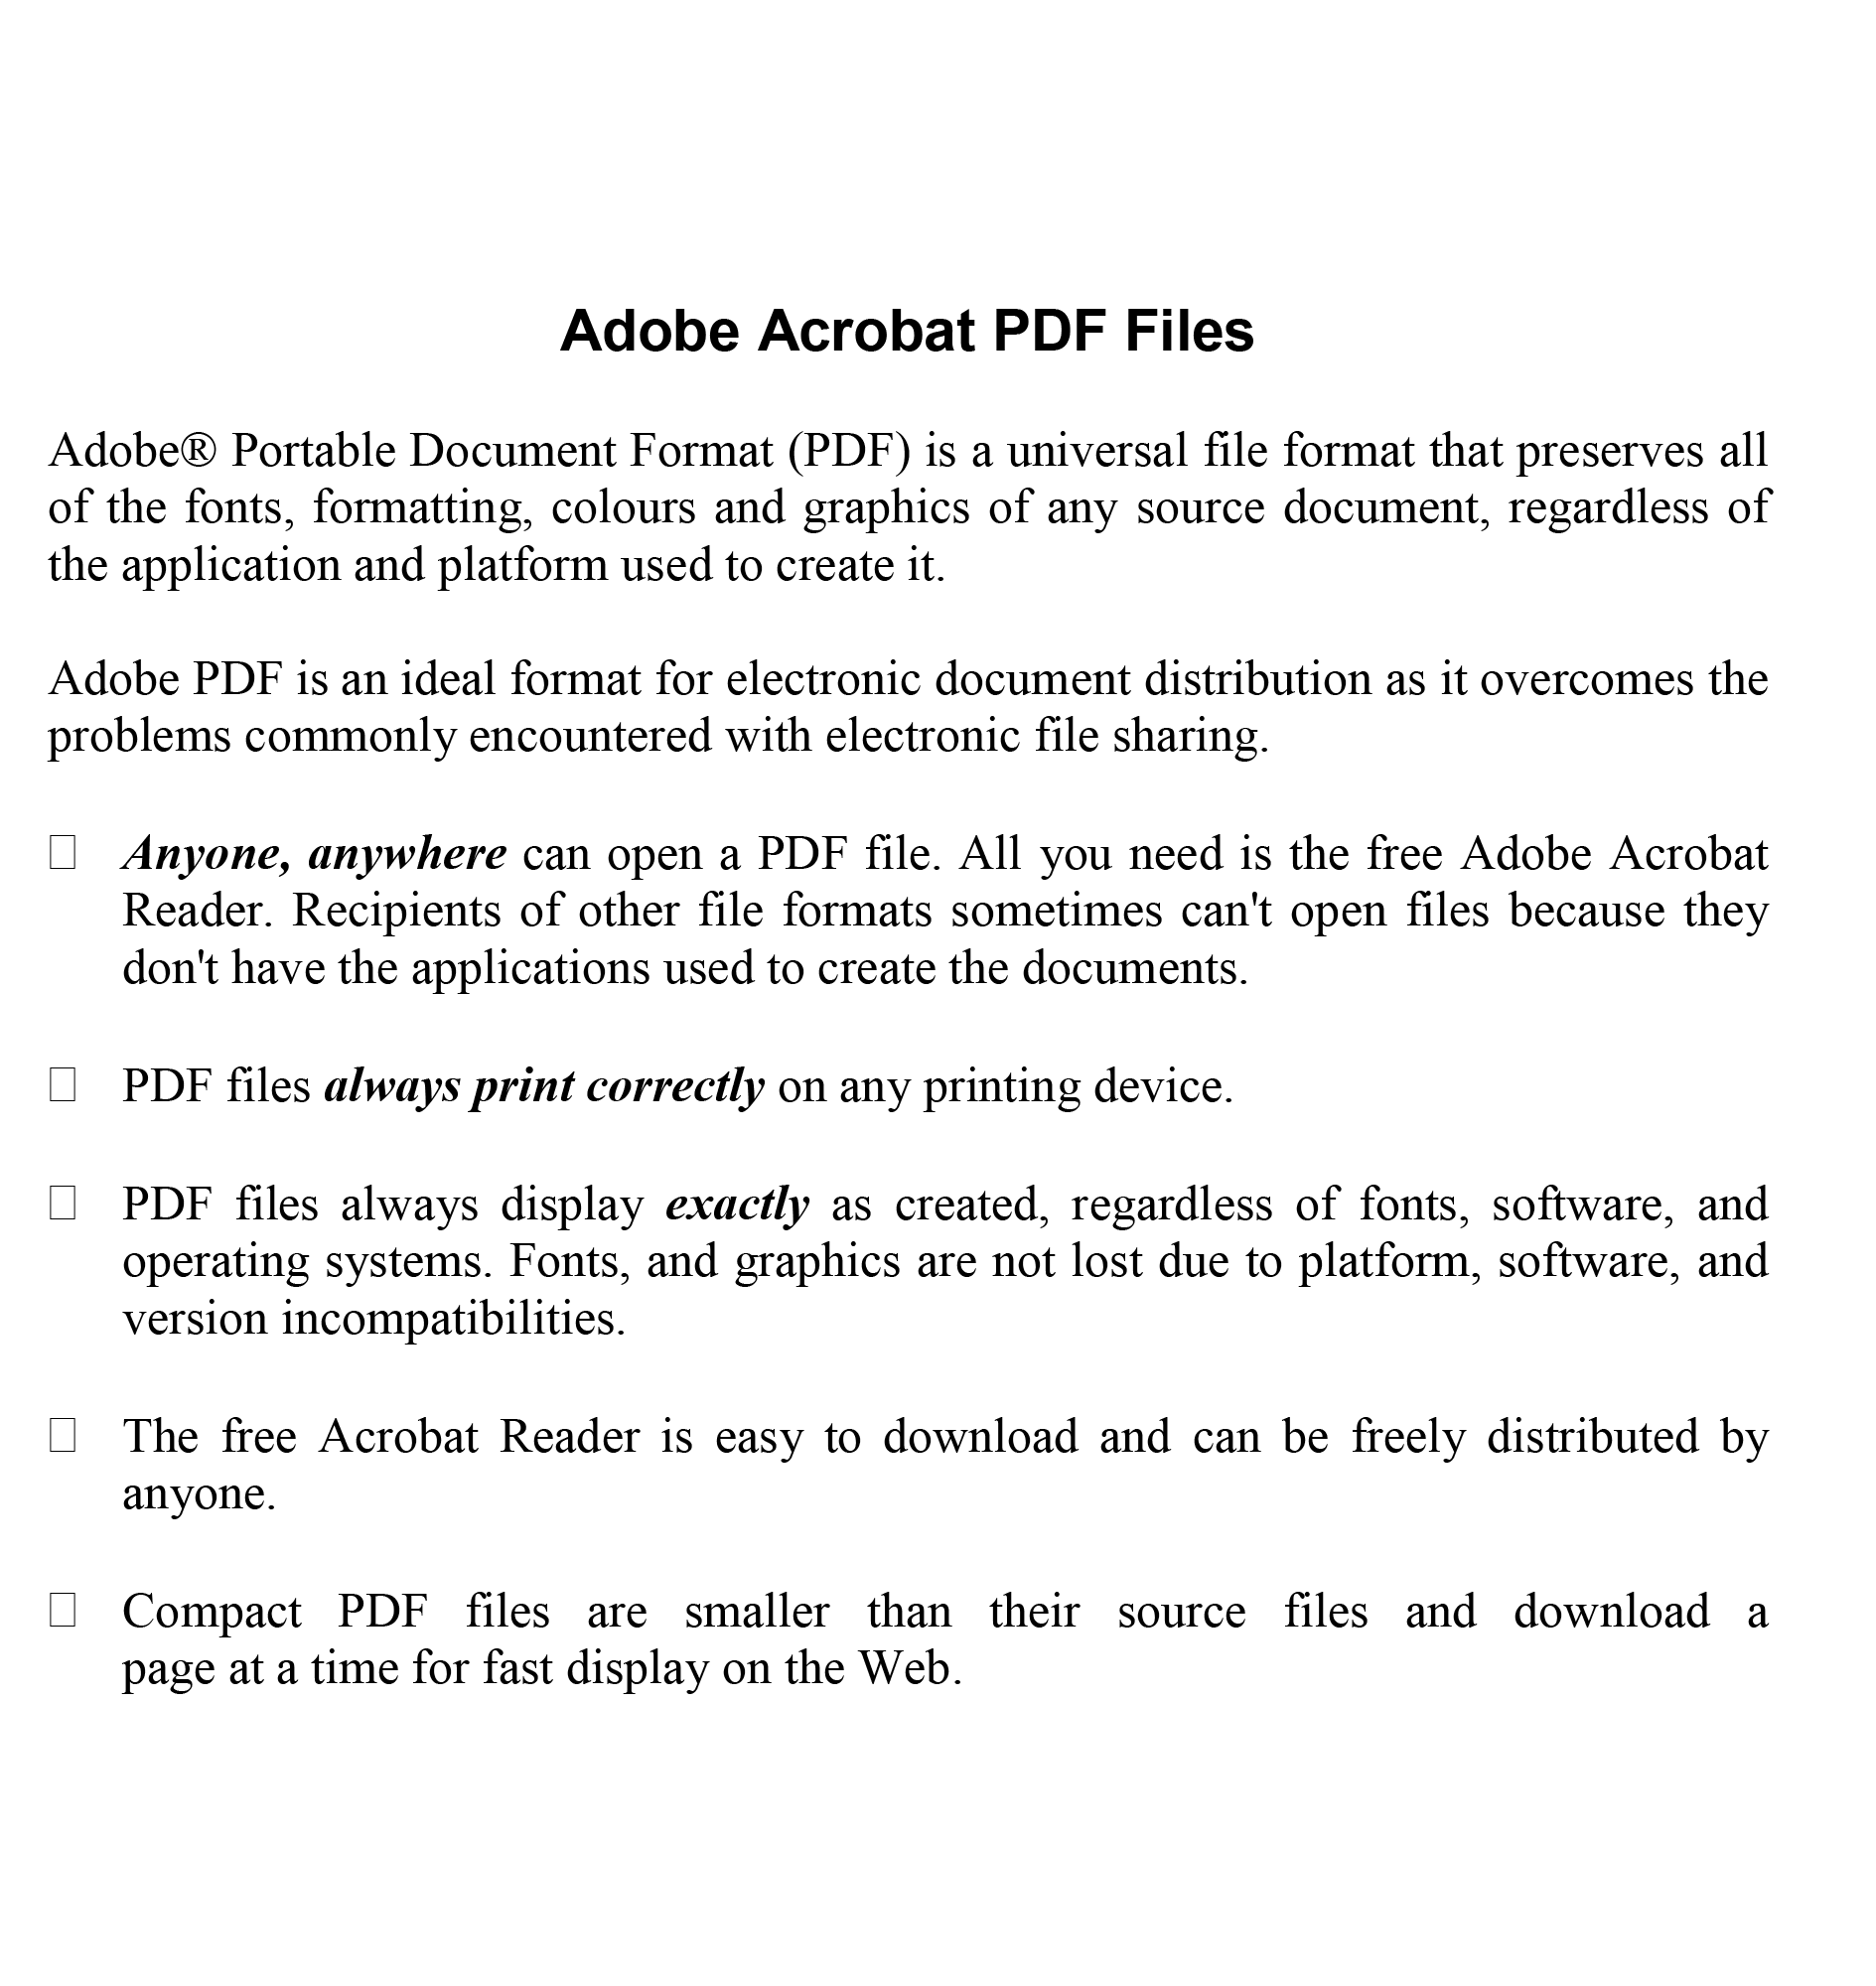 Adobe Acrobat PDF Files
Adobe® Portable Document Format (PDF) is a universal file format that preserves all
of the fonts, formatting, colours and graphics of any source document, regardless of
the application and platform used to create it.
Adobe PDF is an ideal format for electronic document distribution as it overcomes the
problems commonly encountered with electronic file sharing.
Anyone, anywhere can open a PDF file. All you need is the free Adobe Acrobat
Reader. Recipients of other file formats sometimes can't open files because they
don't have the applications used to create the documents.
PDF files always print correctly on any printing device.
PDF files always display exactly as created, regardless of fonts, software, and
operating systems. Fonts, and graphics are not lost due to platform, software, and
version incompatibilities.
The free Acrobat Reader is easy to download and can be freely distributed by
anyone.
Compact PDF files are smaller than their source files and download a
page at a time for fast display on the Web.